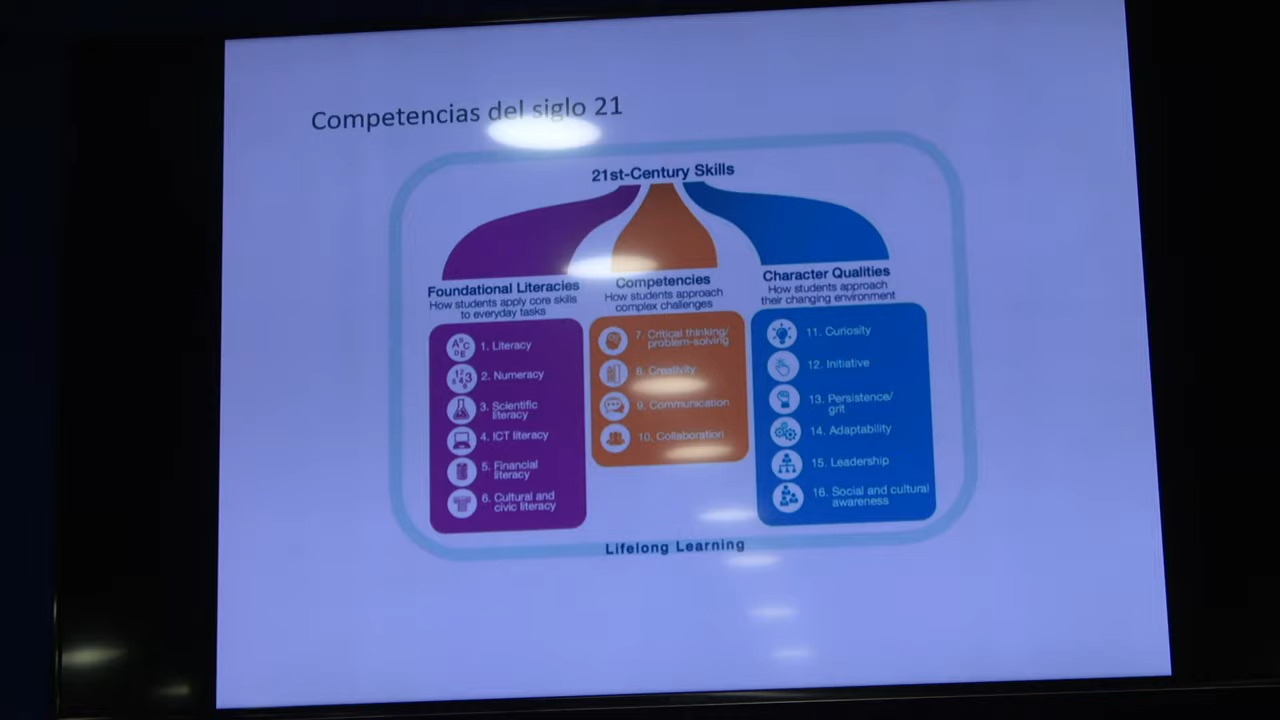 Competencias del siglo 21
21st-Century Skills
Foundational Literacies
How students apply core skills
to everyday tasks
1. Literacy
2. Numeracy
3. Scientific
literacy
4. ICT literacy
5. Financial
literacy
6. Cultural and
civic literacy
Competencies
How students approach
complex challenges
7. Critical thinking/
problem-solving
8. Creativity
9. Communication
10. Collaboration
Character Qualities
How students approach
their changing environment
11. Curiosity
12. Initiative
13. Persistence/
grit
14. Adaptability
15. Leadership
16. Social and cultural
awareness
Lifelong Learning